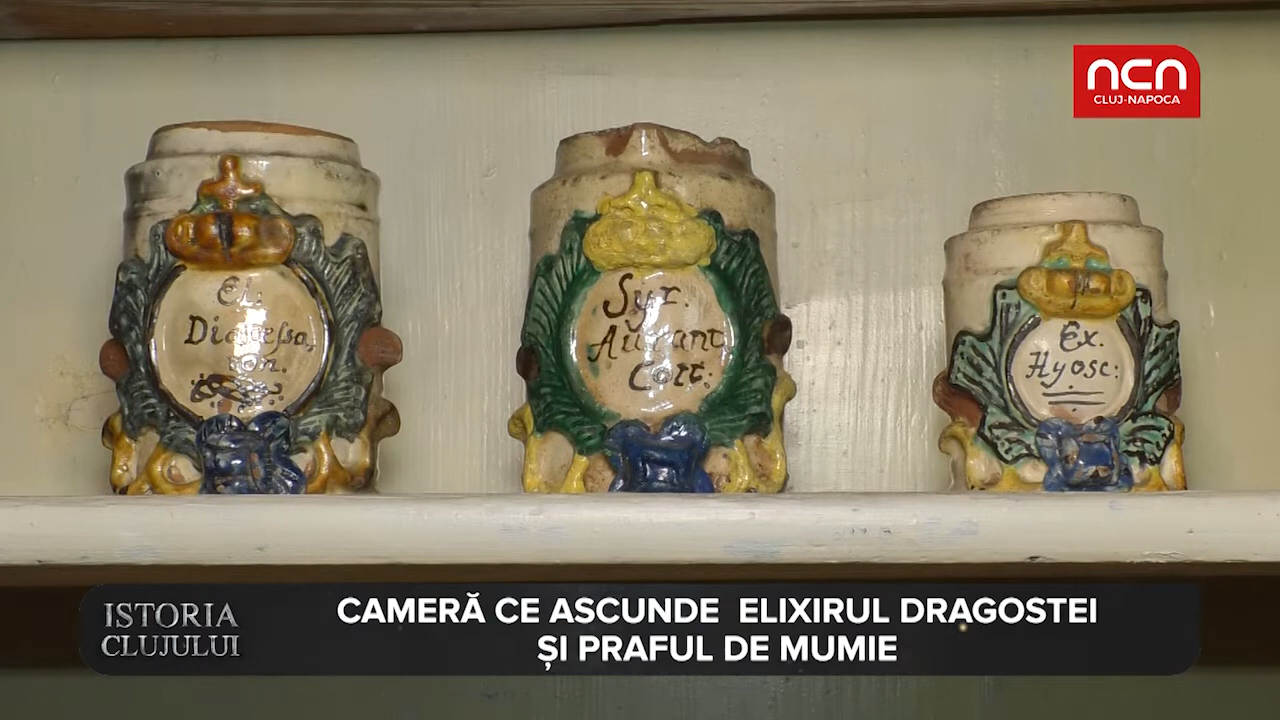 ncn
CLUJ-NAPOCA
El:
Syr.
Aurant
Cort:
Ex.
Hyosc:
ISTORIA
CLUJULUI
CAMERĂ CE ASCUNDE ELIXIRUL DRAGOSTEI
ȘI PRAFUL DE MUMIE